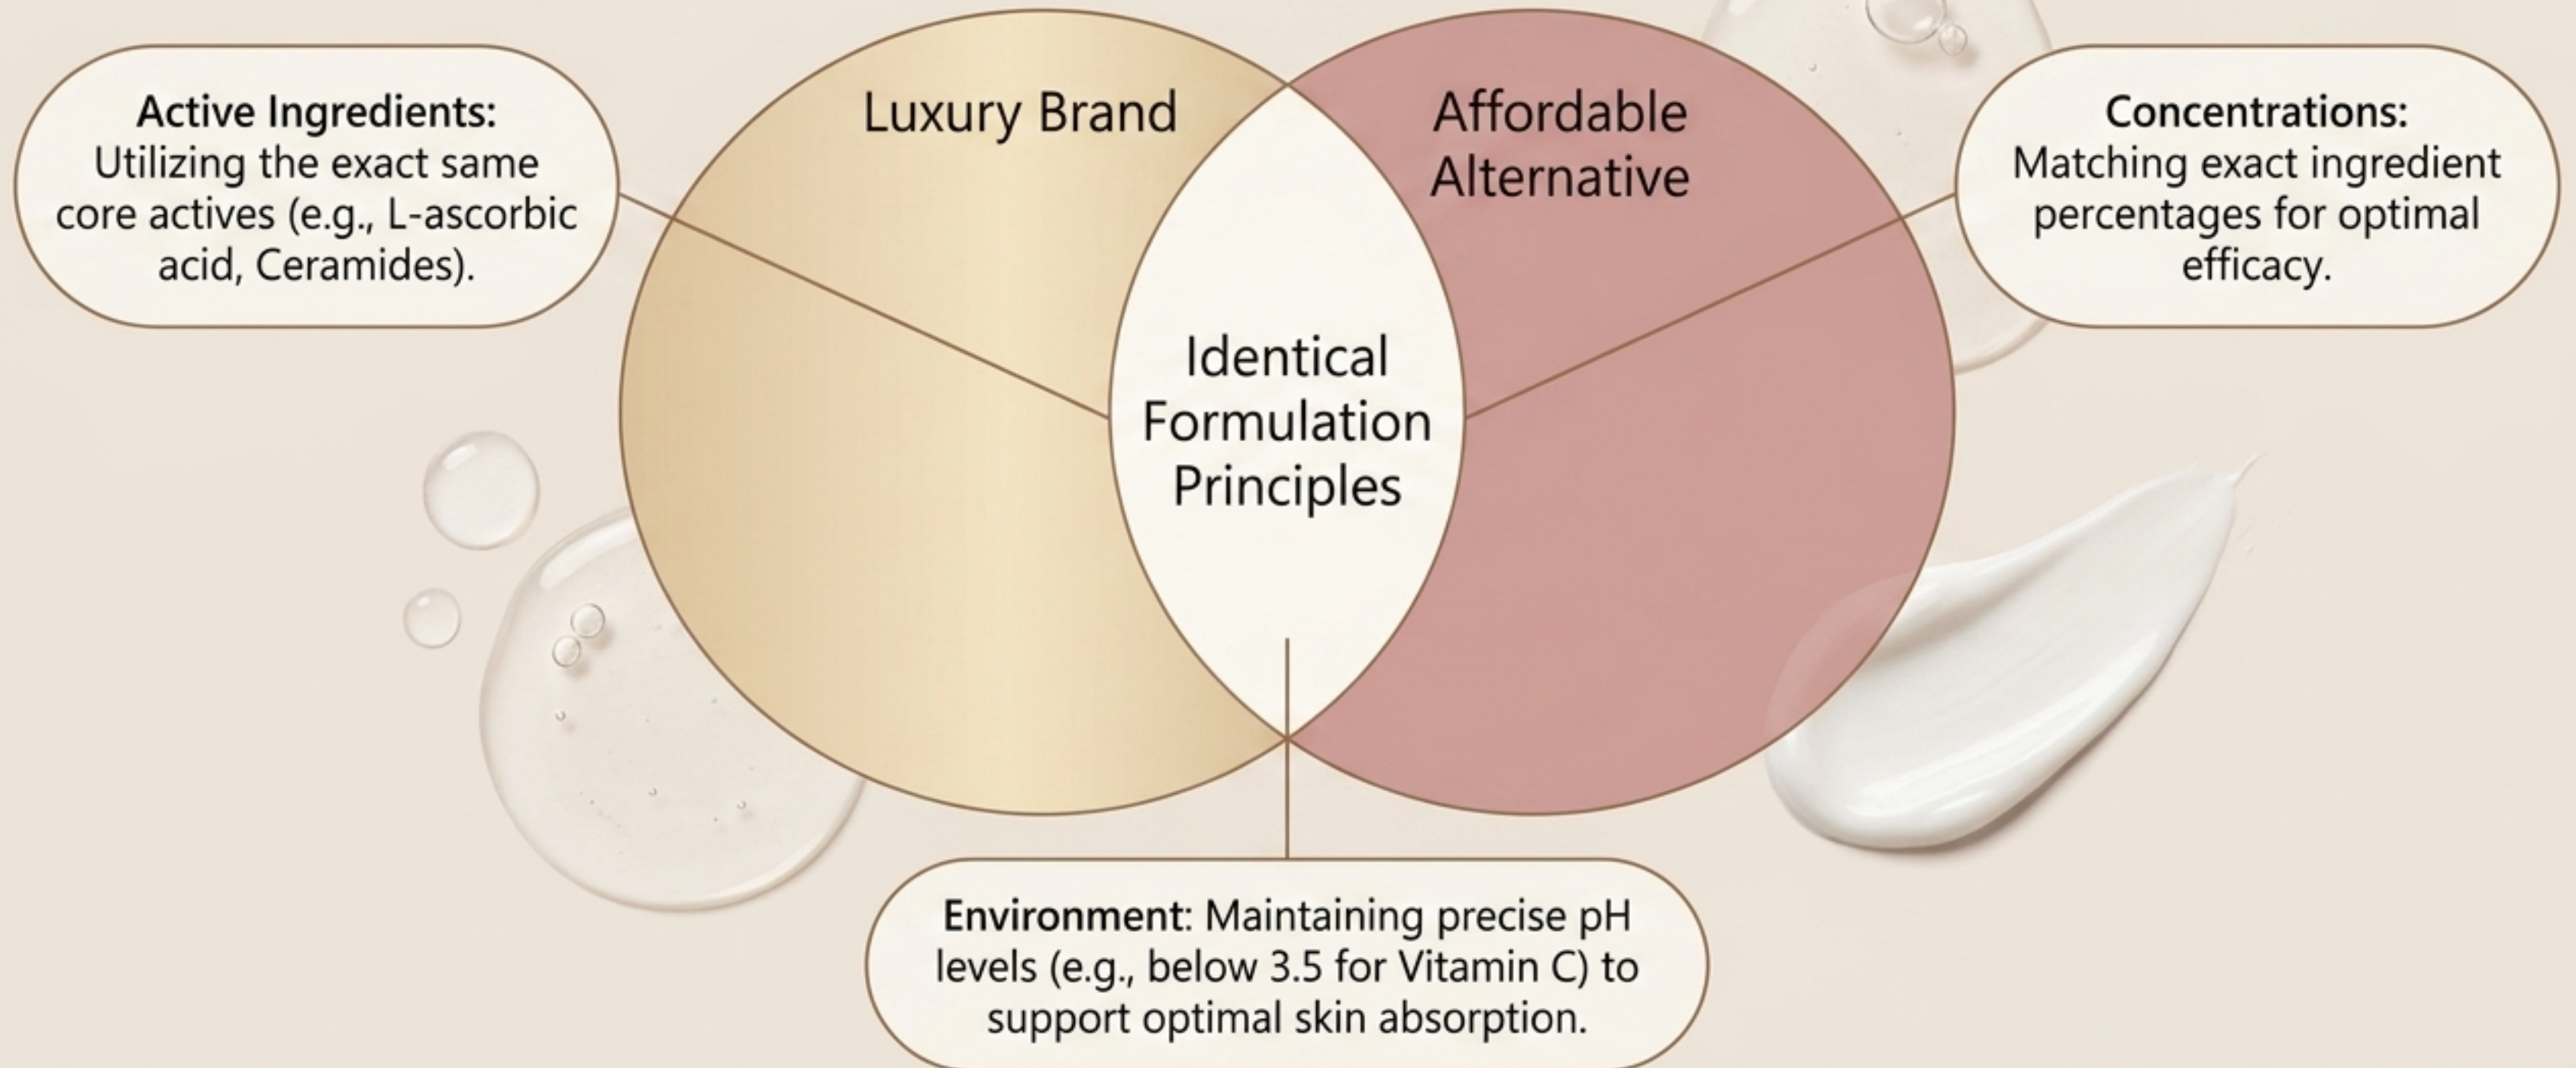 Luxury Brand
Affordable
Alternative
Active Ingredients:
Utilizing the exact same
core actives (e.g., L-ascorbic
acid, Ceramides).
Concentrations:
Matching exact ingredient
percentages for optimal
efficacy.
Identical
Formulation
Principles
Environment: Maintaining precise pH
levels (e.g., below 3.5 for Vitamin C) to
support optimal skin absorption.